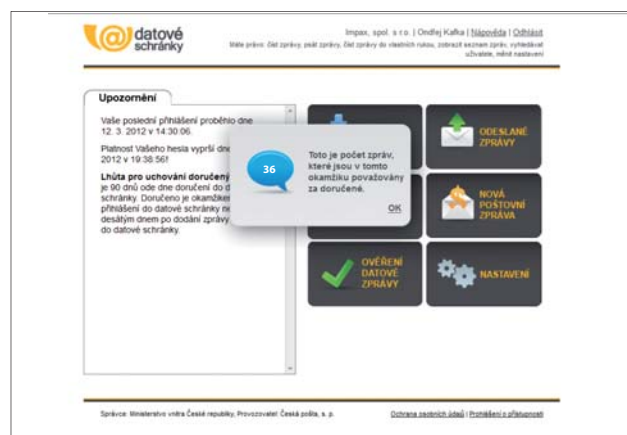 datové
schránky
Impax, spol. s r.o. | Ondřej Kafka | Nápověda | Odhlásit
Máte právo: číst zprávy, psát zprávy, číst zprávy do vlastních rukou, zobrazit seznam zpráv, vyhledávat
uživatele, měnit nastavení
Upozornění
Vaše poslední přihlášení proběhlo dne
12. 3. 2012 v 14:30:06.
Platnost Vašeho hesla vyprší dne
2012 v 19:38:56!
Lhůta pro uchování doručený
je 90 dnů ode dne doručení do d
schránky. Doručeno je okamžikem
přihlášení do datové schránky ne
desátým dnem po dodání zprávy
do datové schránky.
36
Toto je počet zpráv,
které jsou v tomto
okamžiku považovány
za doručené.
OK
ODESLANÉ
ZPRÁVY
NOVÁ
POŠTOVNÍ
ZPRÁVA
OVĚŘENÍ
DATOVÉ
ZPRÁVY
NASTAVENÍ
Správce: Ministerstvo vnitra České republiky, Provozovatel: Česká pošta, s. p.
Ochrana osobních údajů | Prohlášení o přístupnosti